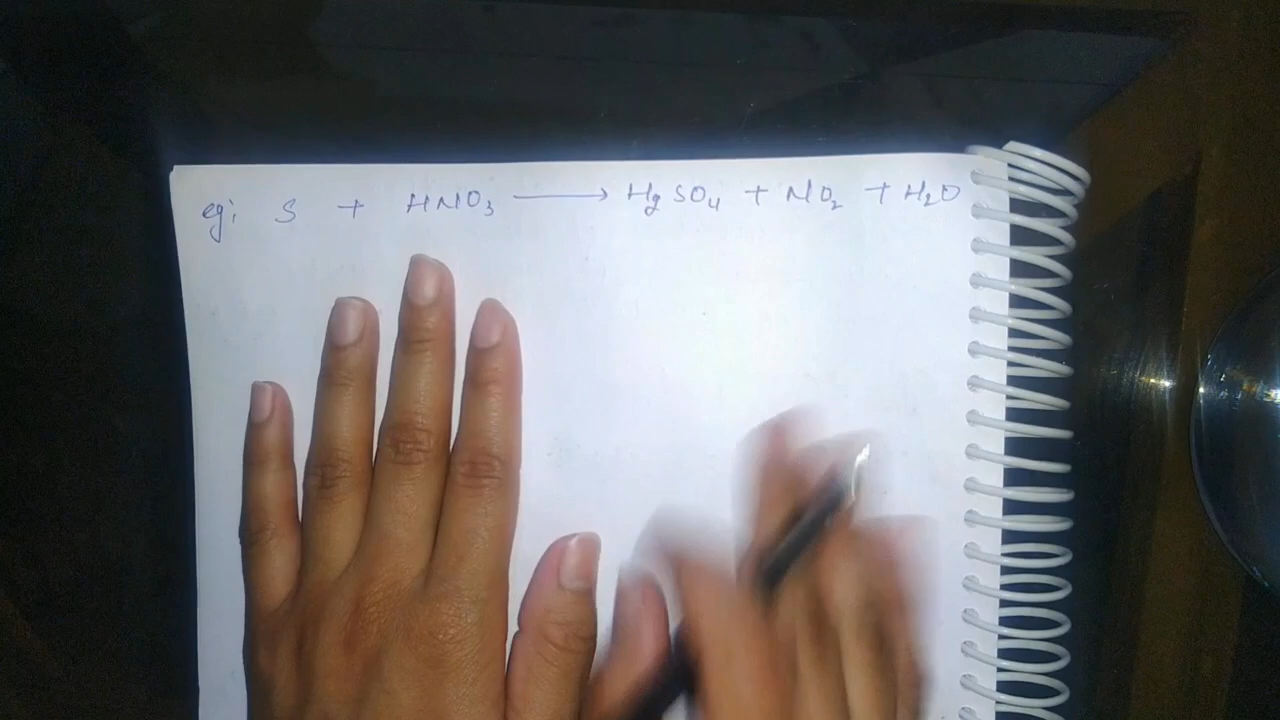 eg: S + HNO3 ⟶ H2SO4 + NO2 + H2O